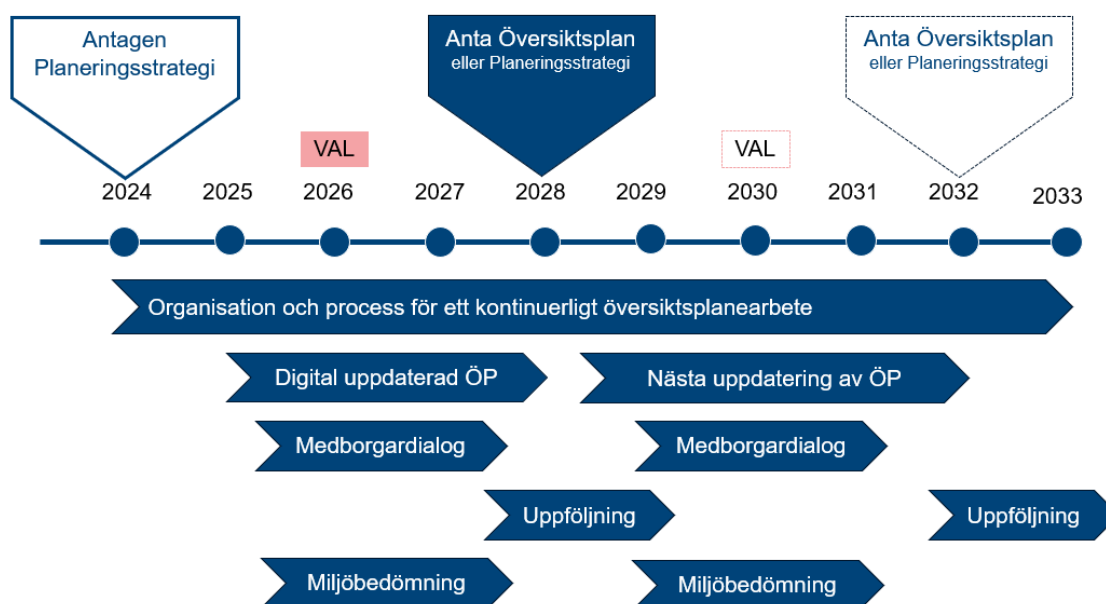 Antagen
Planeringsstrategi
Anta Översiktsplan
eller Planeringsstrategi
Anta Översiktsplan
eller Planeringsstrategi
VAL
VAL
2024 2025 2026 2027 2028 2029 2030 2031 2032 2033
Organisation och process för ett kontinuerligt översiktsplanearbete
Digital uppdaterad ÖP
Nästa uppdatering av ÖP
Medborgardialog
Medborgardialog
Uppföljning
Uppföljning
Miljöbedömning
Miljöbedömning